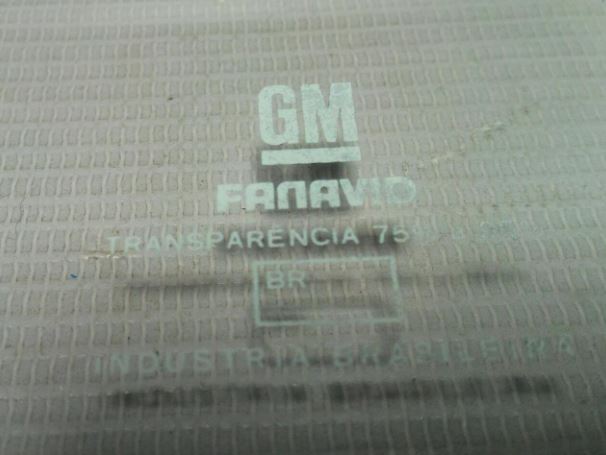 GM
FANAVID
TRANSPARÊNCIA 75%
BR
INDUSTRIA BRASILEIRA